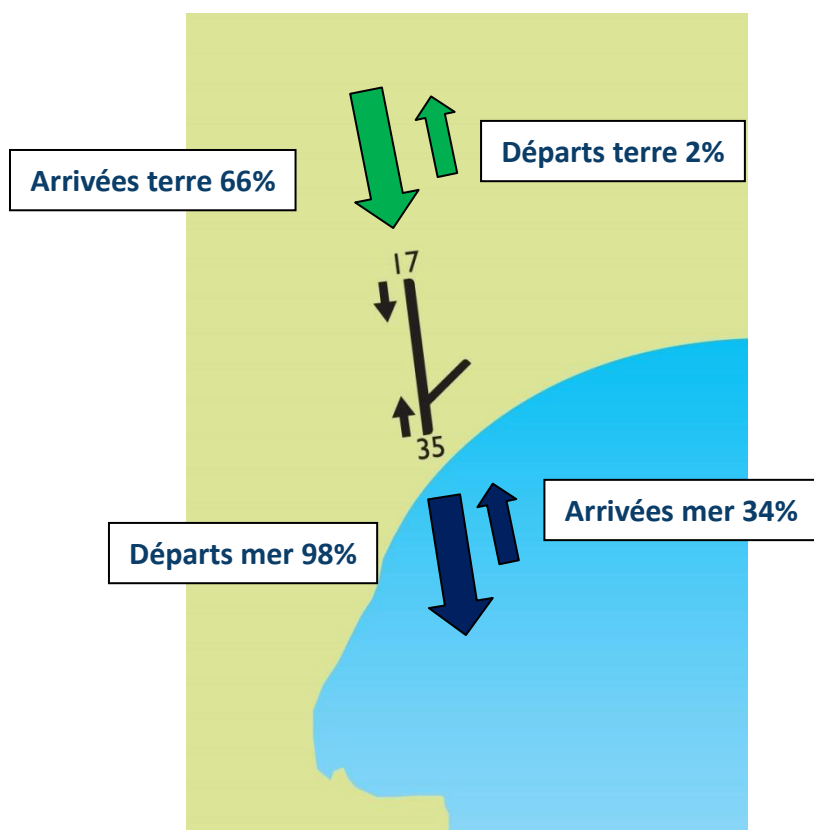 Départs terre 2%
Arrivées terre 66%
17
35
Arrivées mer 34%
Départs mer 98%